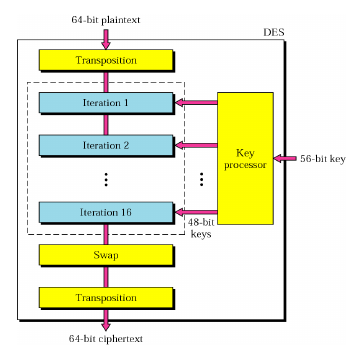 64-bit plaintext
DES
Transposition
Iteration 1
Iteration 2
Key
processor
56-bit key
Iteration 16
48-bit
keys
Swap
Transposition
64-bit ciphertext